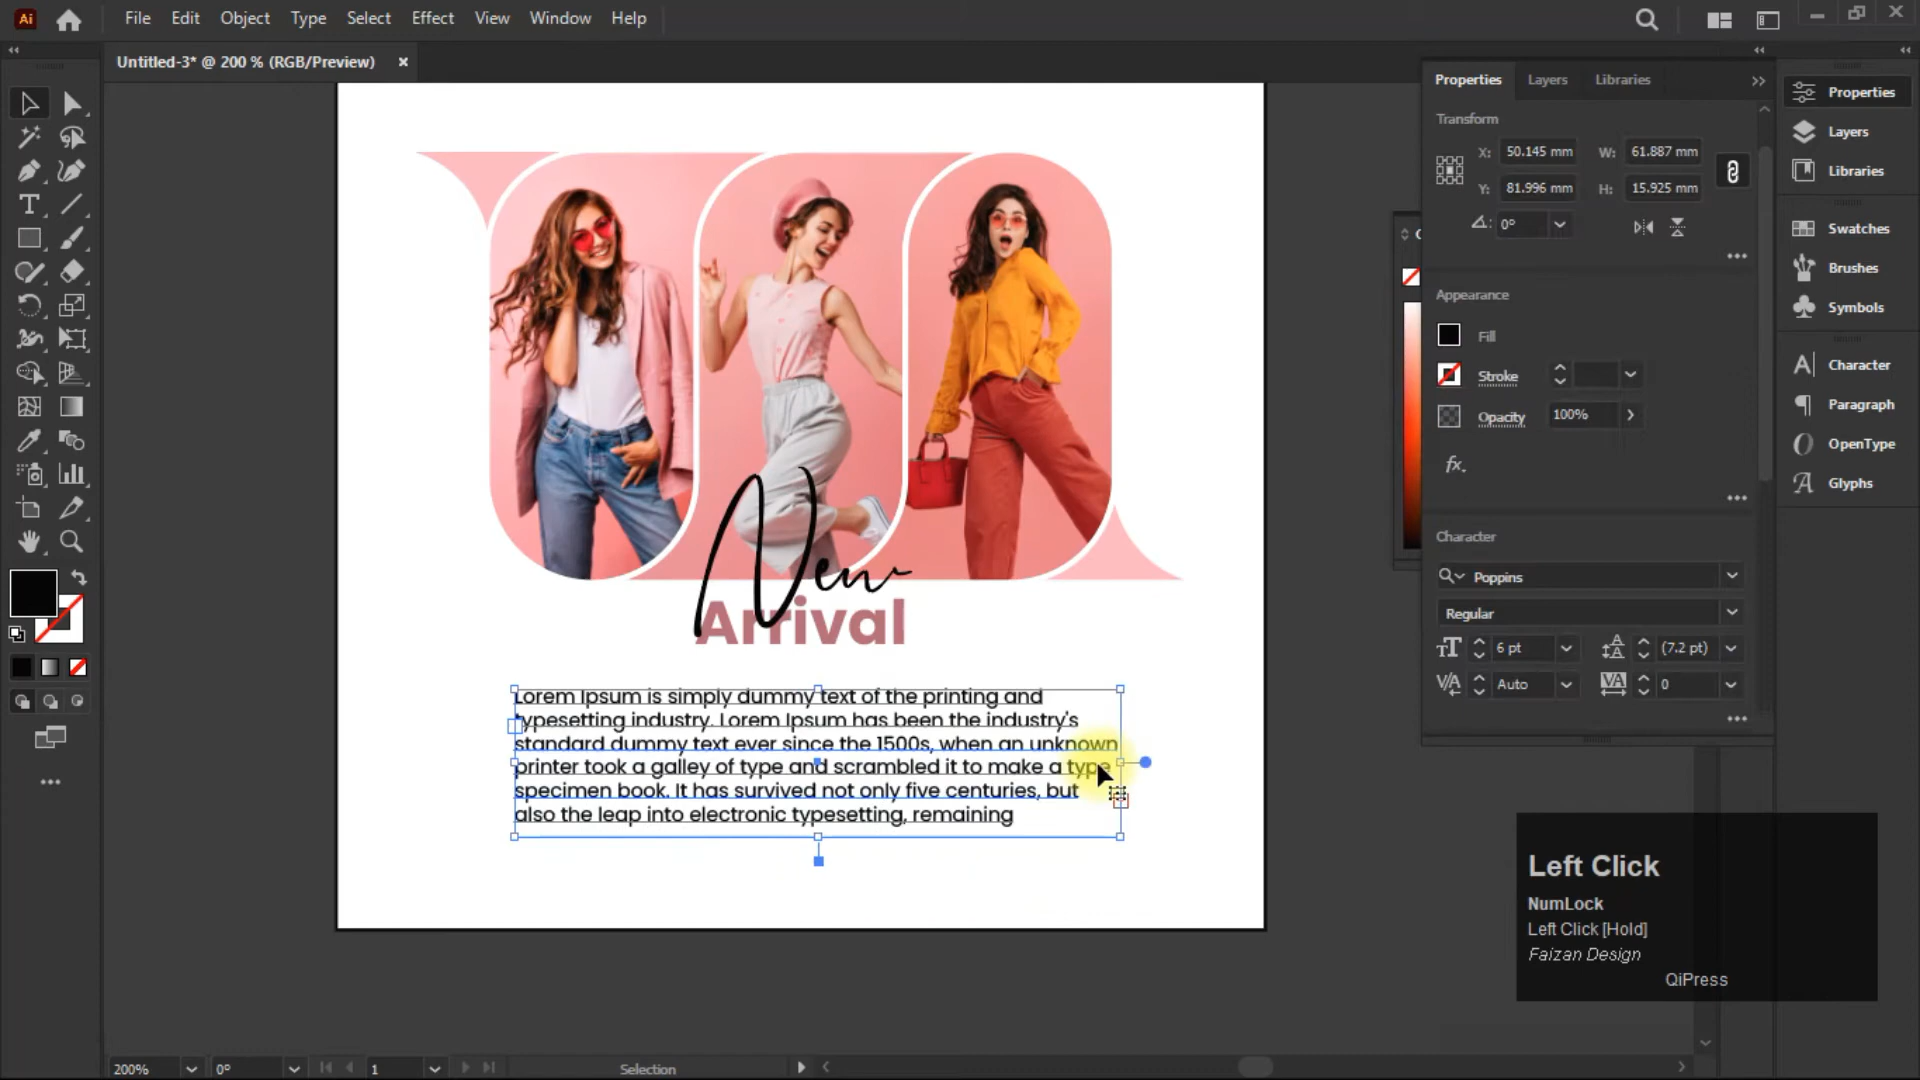 Ai
File Edit Object Type Select Effect View Window Help
Untitled-3* @ 200 % (RGB/Preview) ×
Properties Layers Libraries
Transform
X: 50.145 mm W: 61.887 mm
Y: 81.996 mm H: 15.925 mm
0°
Appearance
Fill
Stroke
Opacity 100%
fx.
Character
Poppins
Regular
6 pt (7.2 pt)
Auto 0
Properties
Layers
Libraries
Swatches
Brushes
Symbols
Character
Paragraph
OpenType
Glyphs
New
Arrival
Lorem Ipsum is simply dummy text of the printing and
typesetting industry. Lorem Ipsum has been the industry's
standard dummy text ever since the 1500s, when an unknown
printer took a galley of type and scrambled it to make a type
specimen book. It has survived not only five centuries, but
also the leap into electronic typesetting, remaining
Left Click
NumLock
Left Click [Hold]
Faizan Design
QiPress
200% 0° 1 Selection